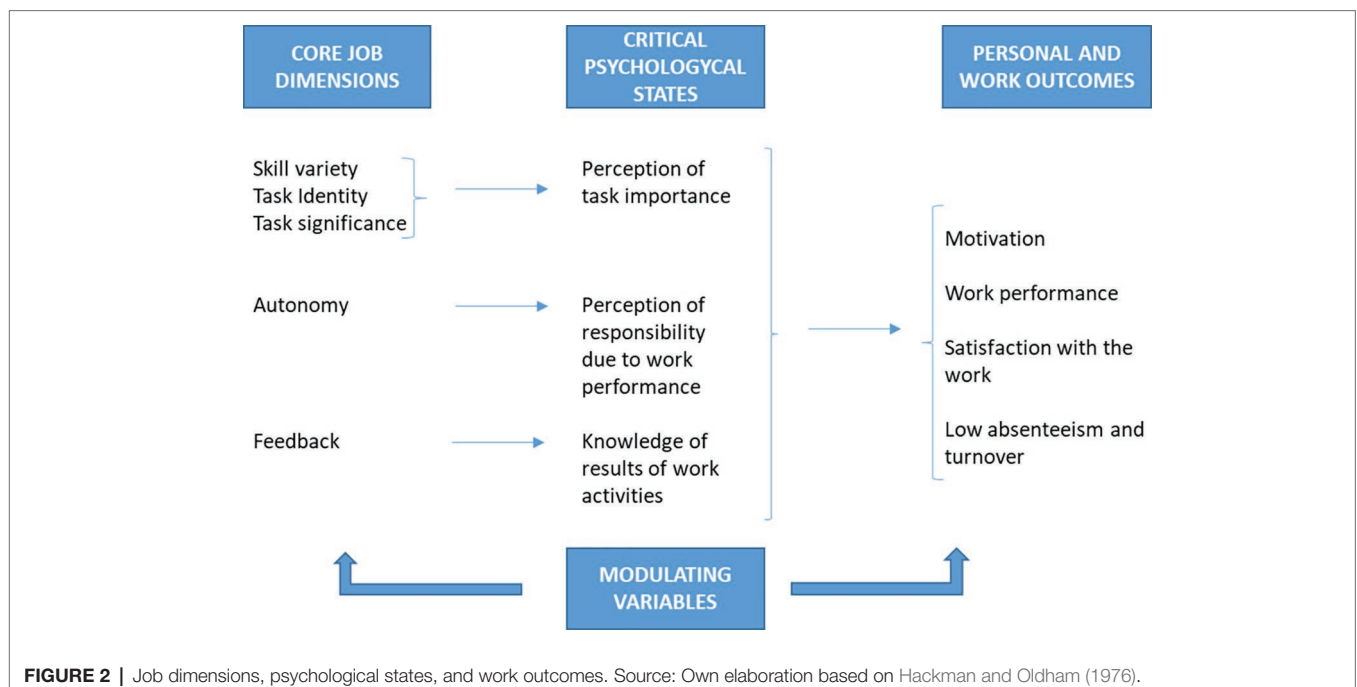 CORE JOB
DIMENSIONS
CRITICAL
PSYCHOLOGYCAL
STATES
PERSONAL AND
WORK OUTCOMES
Skill variety
Task Identity
Task significance
Perception of
task importance
Autonomy
Perception of
responsibility
due to work
performance
Feedback
Knowledge of
results of work
activities
Motivation
Work performance
Satisfaction with the
work
Low absenteeism and
turnover
MODULATING
VARIABLES
FIGURE 2 | Job dimensions, psychological states, and work outcomes. Source: Own elaboration based on Hackman and Oldham (1976).